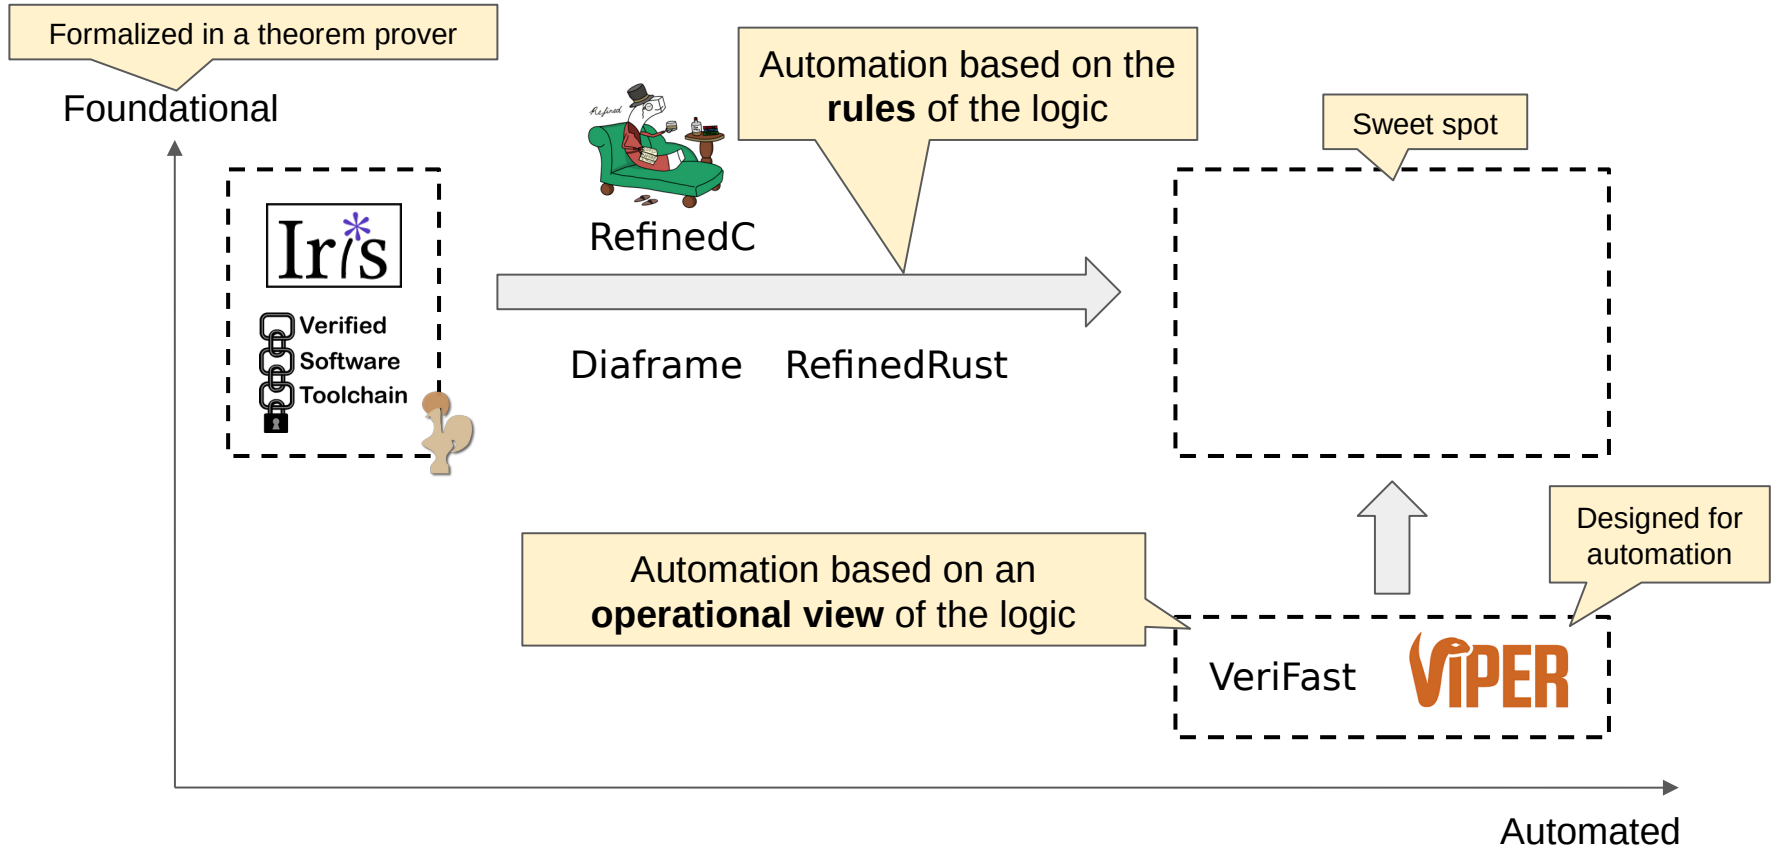 Formalized in a theorem prover
Foundational
Refined
RefinedC
Automation based on the
rules of the logic
Sweet spot
Iris
Verified
Software
Toolchain
Diaframe RefinedRust
Automation based on an
operational view of the logic
Designed for
automation
VeriFast VIPER
Automated